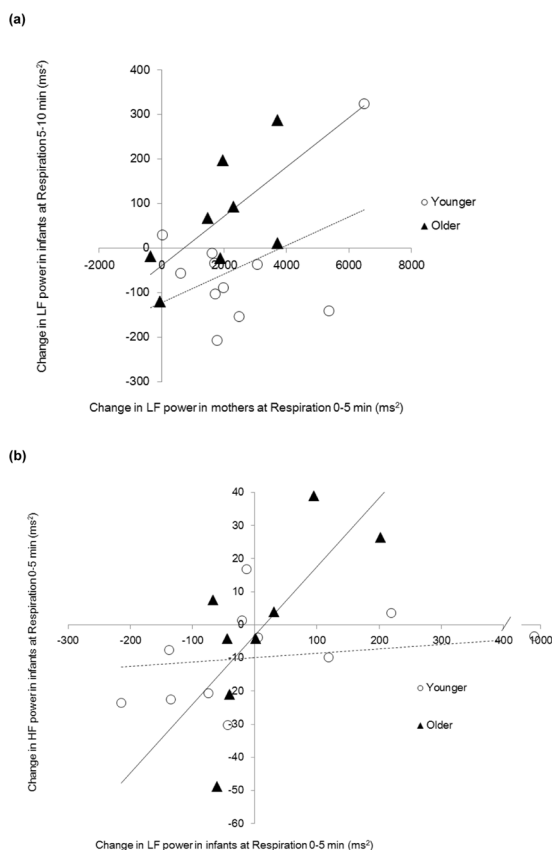 (a)
Change in LF power in infants at Respiration 5-10 min (ms²)
400
300
200
100
0
-2000 0 2000 4000 6000 8000
-100
-200
-300
Younger
Older
Change in LF power in mothers at Respiration 0-5 min (ms²)
(b)
Change in HF power in infants at Respiration 0-5 min (ms²)
40
30
20
10
0
-300 -200 -100 0 100 200 300 400 1000
-10
-20
-30
-40
-50
-60
Younger
Older
Change in LF power in infants at Respiration 0-5 min (ms²)